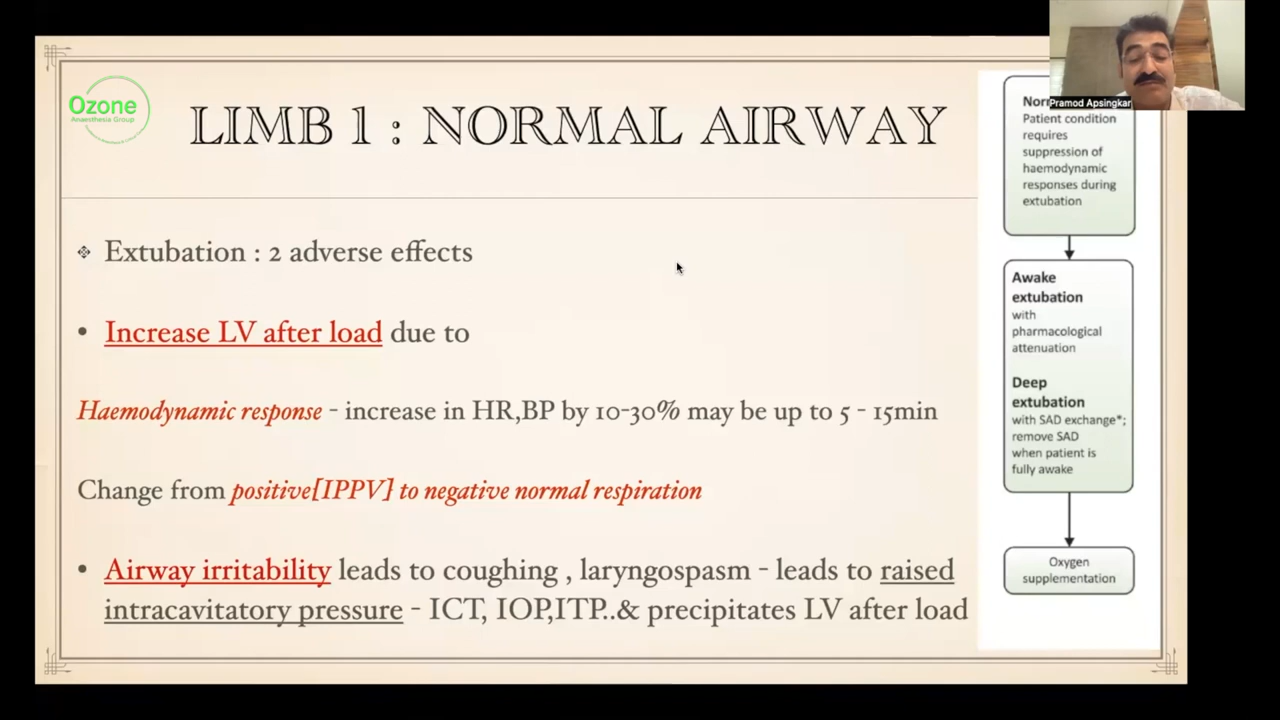 Ozone
Anaesthesia Group
LIMB 1 : NORMAL AIRWAY
❖ Extubation : 2 adverse effects
• Increase LV after load due to
Haemodynamic response - increase in HR,BP by 10-30% may be up to 5 - 15min
Change from positive[IPPV] to negative normal respiration
• Airway irritability leads to coughing , laryngospasm - leads to raised
intracavitatory pressure - ICT, IOP,ITP..& precipitates LV after load
Pramod Apsingkar
Patient condition
requires
suppression of
haemodynamic
responses during
extubation
Awake
extubation
with
pharmacological
attenuation
Deep
extubation
with SAD exchange*;
remove SAD
when patient is
fully awake
Oxygen
supplementation